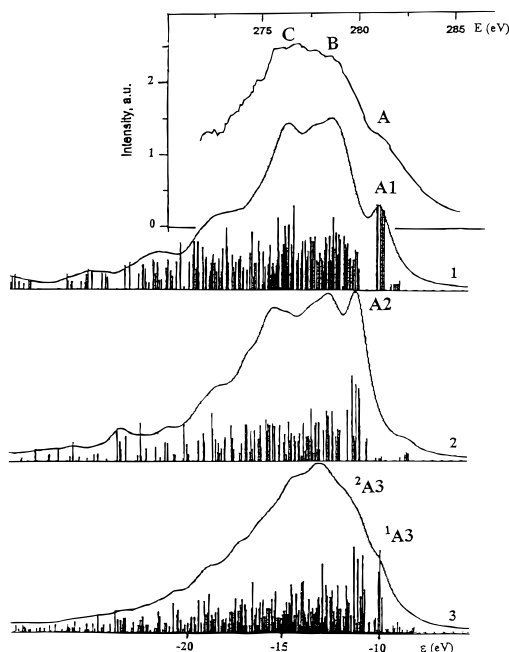 275
280
285
E (eV)
C
B
2
Intensity, a.u.
A
1
A1
0
1
A2
2
²A3
¹A3
3
-20
-15
-10
ε (eV)